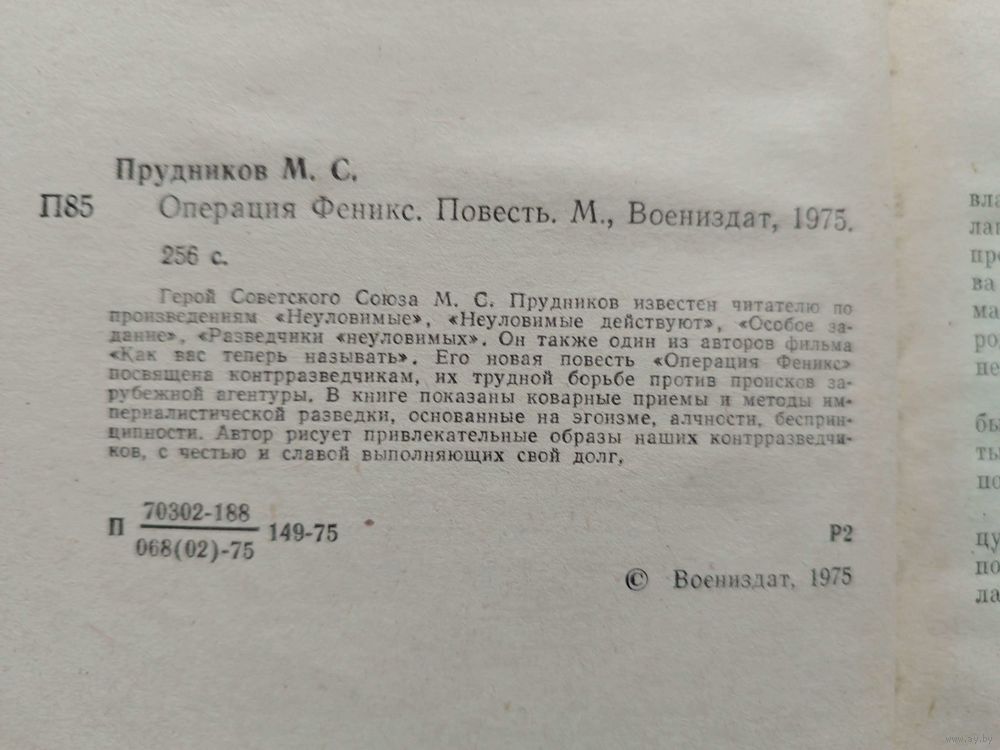 Прудников М. С.
П85 Операция Феникс. Повесть. М., Воениздат, 1975.
256 с.
Герой Советского Союза М. С. Прудников известен читателю по
произведениям «Неуловимые», «Неуловимые действуют», «Особое за-
дание», «Разведчики «неуловимых». Он также один из авторов фильма
«Как вас теперь называть». Его новая повесть «Операция Феникс»
посвящена контрразведчикам, их трудной борьбе против происков за-
рубежной агентуры. В книге показаны коварные приемы и методы им-
периалистической разведки, основанные на эгоизме, алчности, бесприн-
ципности. Автор рисует привлекательные образы наших контрразведчи-
ков, с честью и славой выполняющих свой долг,
П 70302-188
068(02)-75 149-75 Р2
© Воениздат, 1975
www.ay.by